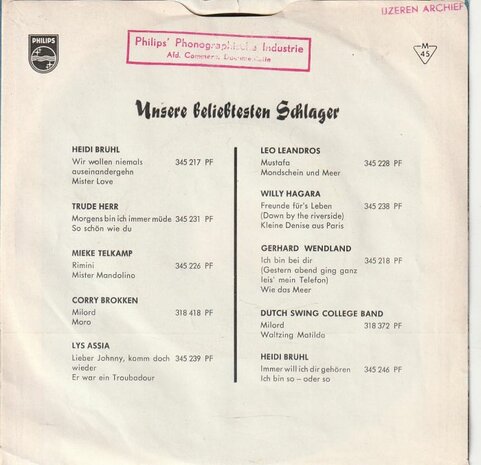 PHILIPS
IJZEREN ARCHIEF
Philips' Phonographische Industrie
Afd. Commerc. Documentatie
M
45
Unsere beliebtesten Schlager
HEIDI BRUHL
Wir wollen niemals 345 217 PF
auseinandergehn
Mister Love
TRUDE HERR
Morgens bin ich immer müde 345 231 PF
So schön wie du
MIEKE TELKAMP
Rimini 345 226 PF
Mister Mandolino
CORRY BROKKEN
Milord 318 418 PF
Moro
LYS ASSIA
Lieber Johnny, komm doch 345 239 PF
wieder
Er war ein Troubadour
LEO LEANDROS
Mustafa 345 228 PF
Mondschein und Meer
WILLY HAGARA
Freunde für's Leben 345 238 PF
(Down by the riverside)
Kleine Denise aus Paris
GERHARD WENDLAND
Ich bin bei dir 345 218 PF
(Gestern abend ging ganz
leis' mein Telefon)
Wie das Meer
DUTCH SWING COLLEGE BAND
Milord 318 372 PF
Waltzing Matilda
HEIDI BRUHL
Immer will ich dir gehören 345 246 PF
Ich bin so – oder so